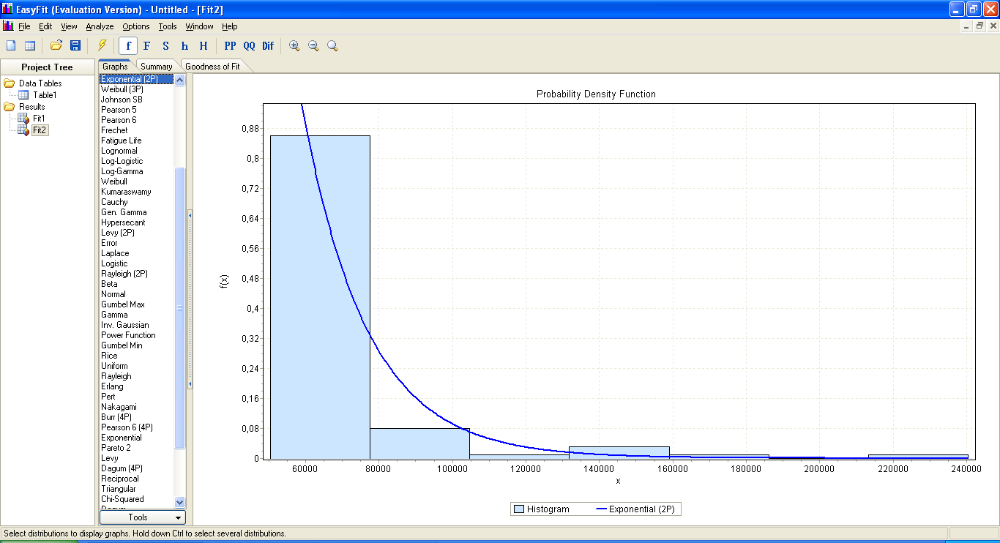 EasyFit (Evaluation Version) - Untitled - [Fit2]
File Edit View Analyze Options Tools Window Help
f F S h H PP QQ Dif
Project Tree
Data Tables
Table1
Results
Fit1
Fit2
Graphs Summary Goodness of Fit
Exponential (2P)
Weibull (3P)
Johnson SB
Pearson 5
Pearson 6
Frechet
Fatigue Life
Lognormal
Log-Logistic
Log-Gamma
Weibull
Kumaraswamy
Cauchy
Gen. Gamma
Hypersecant
Levy (2P)
Error
Laplace
Logistic
Rayleigh (2P)
Beta
Normal
Gumbel Max
Gamma
Inv. Gaussian
Power Function
Gumbel Min
Rice
Uniform
Rayleigh
Erlang
Pert
Nakagami
Burr (4P)
Pearson 6 (4P)
Exponential
Pareto 2
Levy
Dagum (4P)
Reciprocal
Triangular
Chi-Squared
Tools
Probability Density Function
f(x)
0,88
0,8
0,72
0,64
0,56
0,48
0,4
0,32
0,24
0,16
0,08
0
60000 80000 100000 120000 140000 160000 180000 200000 220000 240000
x
Histogram Exponential (2P)
Select distributions to display graphs. Hold down Ctrl to select several distributions.